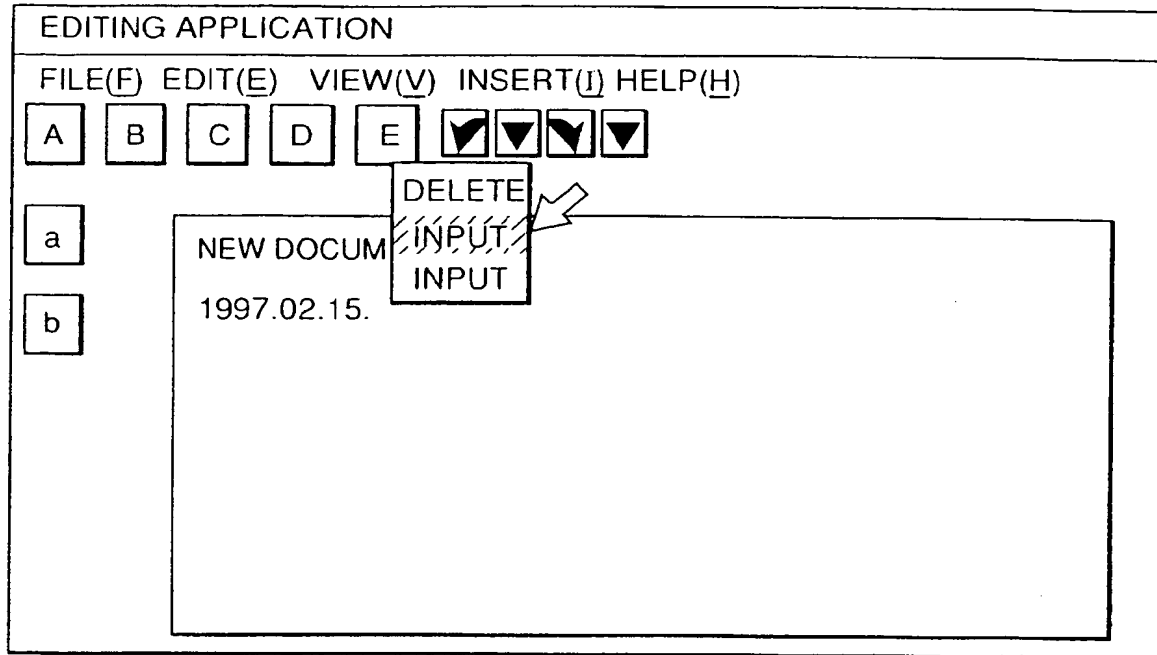 EDITING APPLICATION
FILE(F) EDIT(E) VIEW(V) INSERT(I) HELP(H)
A B C D E
DELETE
a
INPUT
NEW DOCUM
INPUT
1997.02.15.
b